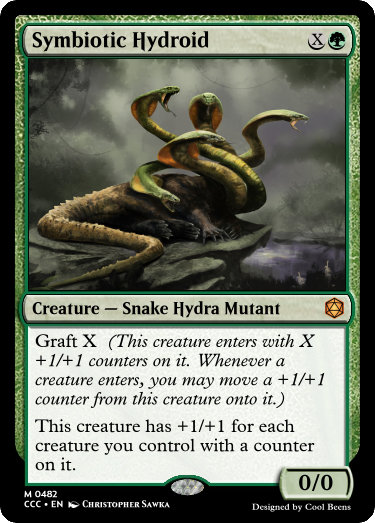 Symbiotic Hydroid X
Creature — Snake Hydra Mutant
Graft X (This creature enters with X
+1/+1 counters on it. Whenever a
creature enters, you may move a +1/+1
counter from this creature onto it.)
This creature has +1/+1 for each
creature you control with a counter
on it.
0/0
M 0482
CCC • EN Christopher Sawka
Designed by Cool Beens